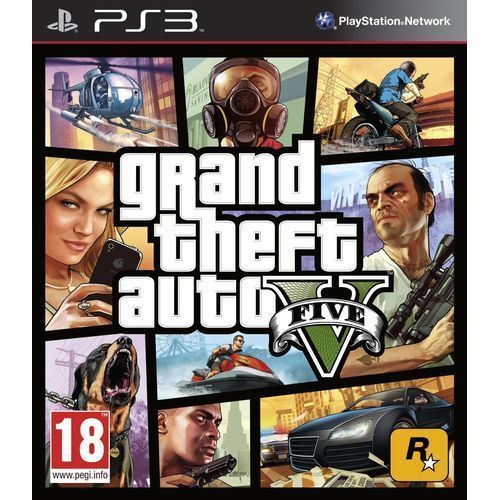 PS3
PlayStation Network
grand
theft
auto
V
FIVE
18
www.pegi.info
R